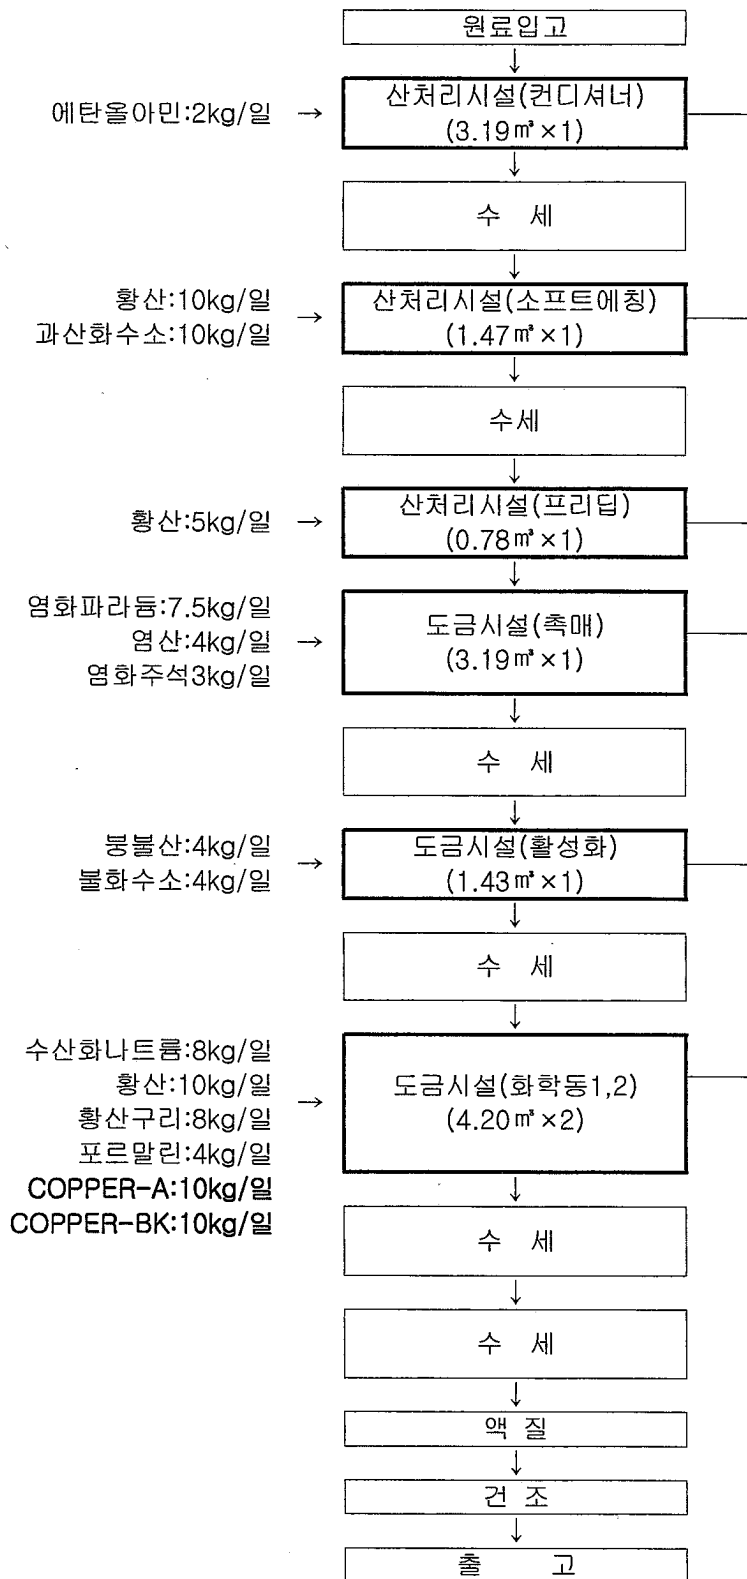 원료입고
↓
에탄올아민:2kg/일 → 산처리시설(컨디셔너)
(3.19㎥×1)
↓
수 세
↓
황산:10kg/일
과산화수소:10kg/일 → 산처리시설(소프트에칭)
(1.47㎥×1)
↓
수세
↓
황산:5kg/일 → 산처리시설(프리딥)
(0.78㎥×1)
↓
염화파라듐:7.5kg/일
염산:4kg/일 →
염화주석3kg/일
도금시설(촉매)
(3.19㎥×1)
↓
수 세
↓
붕불산:4kg/일
불화수소:4kg/일 → 도금시설(활성화)
(1.43㎥×1)
↓
수 세
↓
수산화나트륨:8kg/일
황산:10kg/일
황산구리:8kg/일 →
포르말린:4kg/일
COPPER-A:10kg/일
COPPER-BK:10kg/일
도금시설(화학동1,2)
(4.20㎥×2)
↓
수 세
↓
수 세
↓
액 질
↓
건 조
↓
출 고